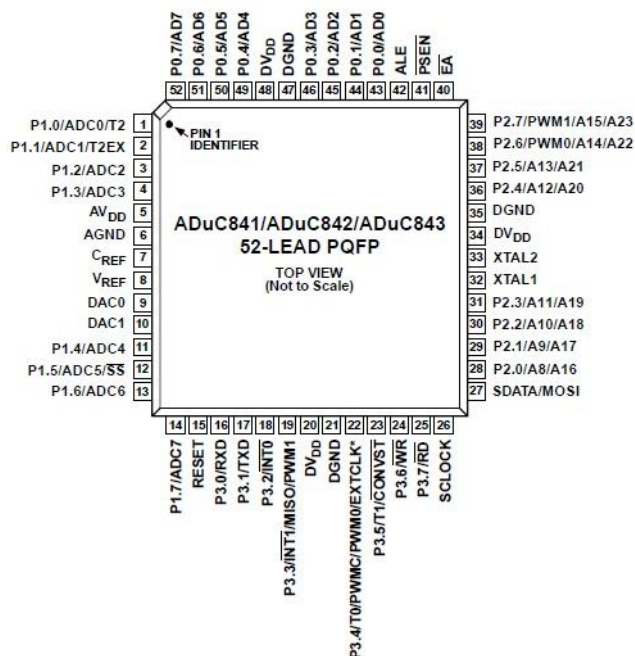 P0.7/AD7
P0.6/AD6
P0.5/AD5
P0.4/AD4
DVDD
DGND
P0.3/AD3
P0.2/AD2
P0.1/AD1
P0.0/AD0
ALE
PSEN
EA
52 51 50 49 48 47 46 45 44 43 42 41 40
P1.0/ADC0/T2 1
P1.1/ADC1/T2EX 2
P1.2/ADC2 3
P1.3/ADC3 4
AVDD 5
AGND 6
CREF 7
VREF 8
DAC0 9
DAC1 10
P1.4/ADC4 11
P1.5/ADC5/SS 12
P1.6/ADC6 13
PIN 1
IDENTIFIER
ADuC841/ADuC842/ADuC843
52-LEAD PQFP
TOP VIEW
(Not to Scale)
39 P2.7/PWM1/A15/A23
38 P2.6/PWM0/A14/A22
37 P2.5/A13/A21
36 P2.4/A12/A20
35 DGND
34 DVDD
33 XTAL2
32 XTAL1
31 P2.3/A11/A19
30 P2.2/A10/A18
29 P2.1/A9/A17
28 P2.0/A8/A16
27 SDATA/MOSI
14 15 16 17 18 19 20 21 22 23 24 25 26
P1.7/ADC7
RESET
P3.0/RXD
P3.1/TXD
P3.2/INT0
P3.3/INT1/MISO/PWM1
DVDD
DGND
P3.4/T0/PWMC/PWM0/EXTCLK*
P3.5/T1/CONVST
P3.6/WR
P3.7/RD
SCLOCK